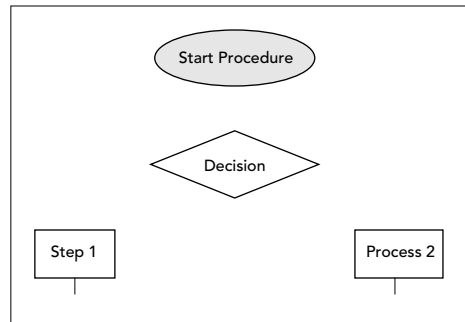 Start Procedure
Decision
Step 1
Process 2